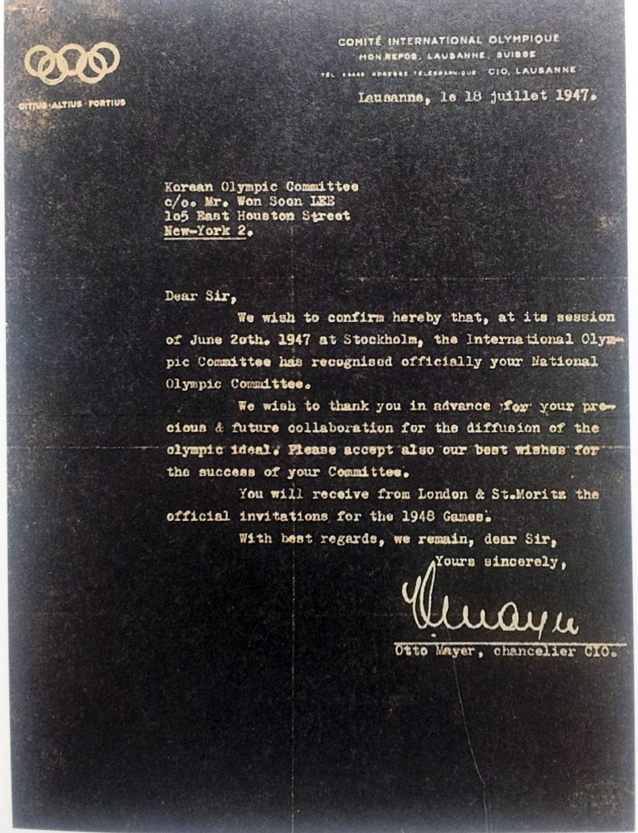 COMITÉ INTERNATIONAL OLYMPIQUE
MON REPOS, LAUSANNE, SUISSE
TÉL. ADRESSE TÉLÉGRAPHIQUE CIO, LAUSANNE
CITIUS-ALTIUS-FORTIUS
Lausanne, le 18 juillet 1947.
Korean Olympic Committee
c/o. Mr. Won Soon LEE
105 East Houston Street
New-York 2.
Dear Sir,
We wish to confirm hereby that, at its session
of June 20th. 1947 at Stockholm, the International Olym-
pic Committee has recognised officially your National
Olympic Committee.
We wish to thank you in advance for your pre-
cious & future collaboration for the diffusion of the
olympic ideal. Please accept also our best wishes for
the success of your Committee.
You will receive from London & St.Moritz the
official invitations for the 1948 Games.
With best regards, we remain, dear Sir,
Yours sincerely,
Otto Mayer, chancelier CIO.